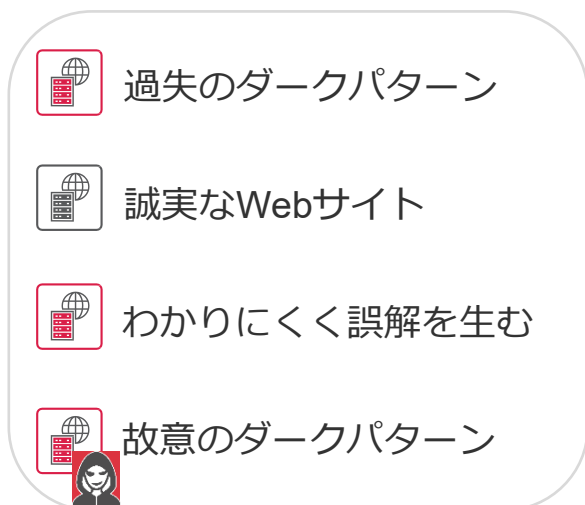 過失のダークパターン
誠実なWebサイト
わかりにくく誤解を生む
故意のダークパターン